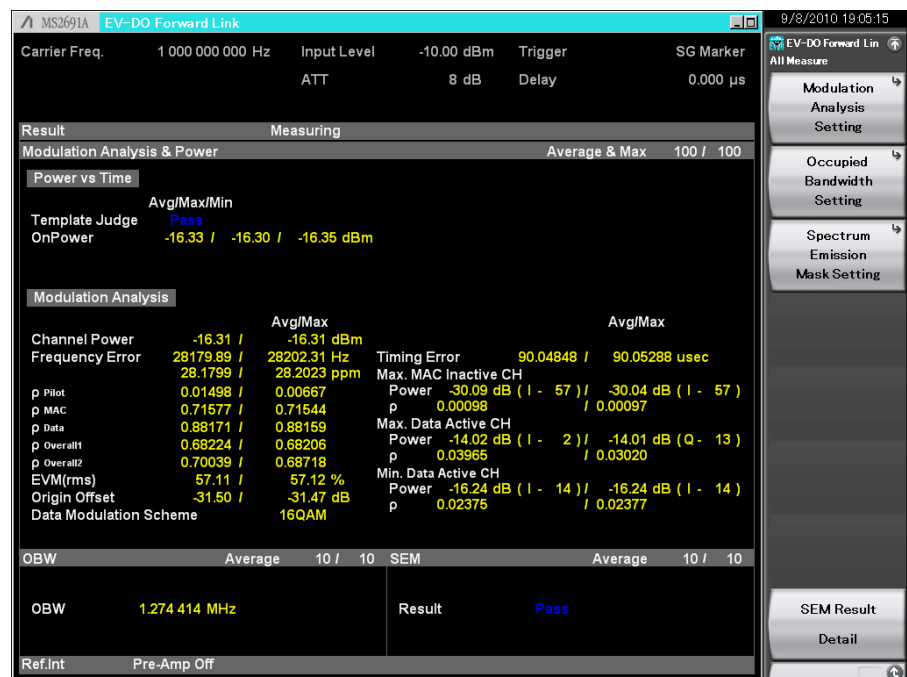 MS2691A EV-DO Forward Link
Carrier Freq. 1 000 000 000 Hz Input Level -10.00 dBm Trigger SG Marker
ATT 8 dB Delay 0.000 µs
Result Measuring
Modulation Analysis & Power Average & Max 100 / 100
Power vs Time
Avg/Max/Min
Template Judge Pass
OnPower -16.33 / -16.30 / -16.35 dBm
Modulation Analysis
Avg/Max Avg/Max
Channel Power -16.31 / -16.31 dBm
Frequency Error 28179.89 / 28202.31 Hz Timing Error 90.04848 / 90.05288 usec
28.1799 / 28.2023 ppm Max. MAC Inactive CH
ρ Pilot 0.01498 / 0.00667 Power -30.09 dB ( I - 57 ) / -30.04 dB ( I - 57 )
ρ MAC 0.71577 / 0.71544 ρ 0.00098 / 0.00097
ρ Data 0.88171 / 0.88159 Max. Data Active CH
ρ Overall1 0.68224 / 0.68206 Power -14.02 dB ( I - 2 ) / -14.01 dB ( Q - 13 )
ρ Overall2 0.70039 / 0.68718 ρ 0.03965 / 0.03020
EVM(rms) 57.11 / 57.12 % Min. Data Active CH
Origin Offset -31.50 / -31.47 dB Power -16.24 dB ( I - 14 ) / -16.24 dB ( I - 14 )
Data Modulation Scheme 16QAM ρ 0.02375 / 0.02377
OBW Average 10 / 10 SEM Average 10 / 10
OBW 1.274 414 MHz Result Pass
Ref.Int Pre-Amp Off
9/8/2010 19:05:15
EV-DO Forward Lin
All Measure
Modulation
Analysis
Setting
Occupied
Bandwidth
Setting
Spectrum
Emission
Mask Setting
SEM Result
Detail